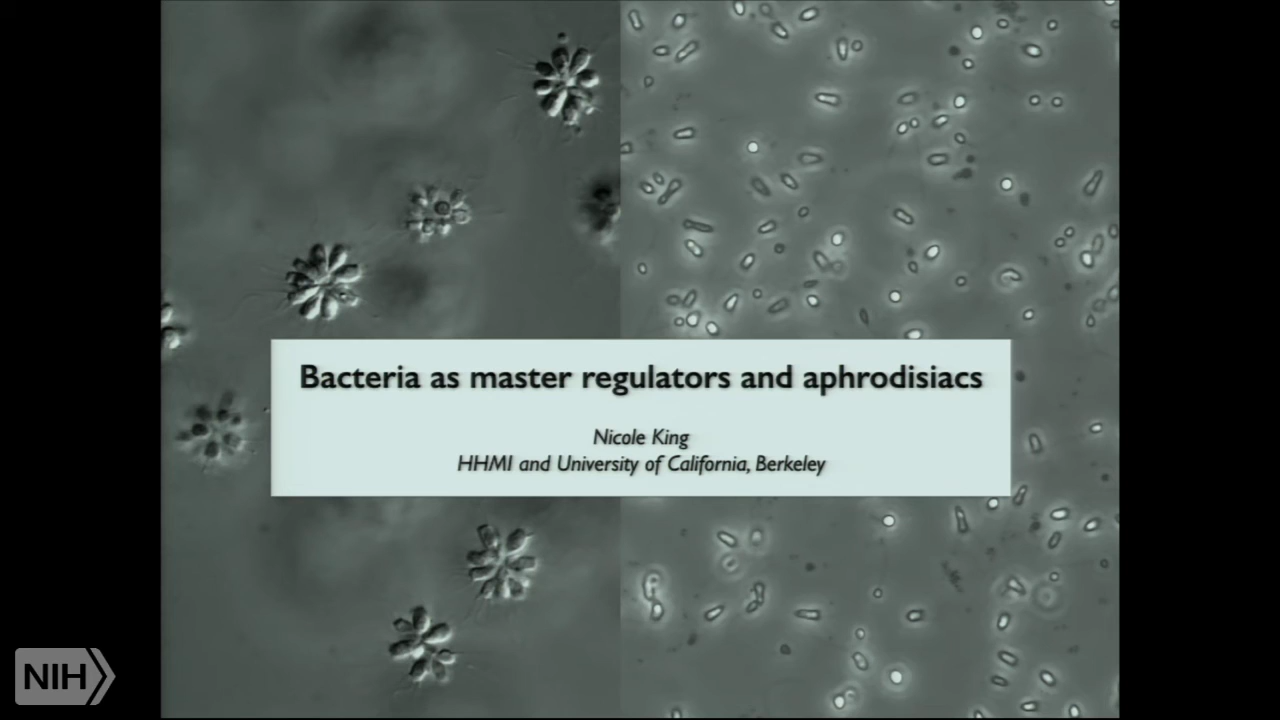 Bacteria as master regulators and aphrodisiacs
Nicole King
HHMI and University of California, Berkeley
NIH